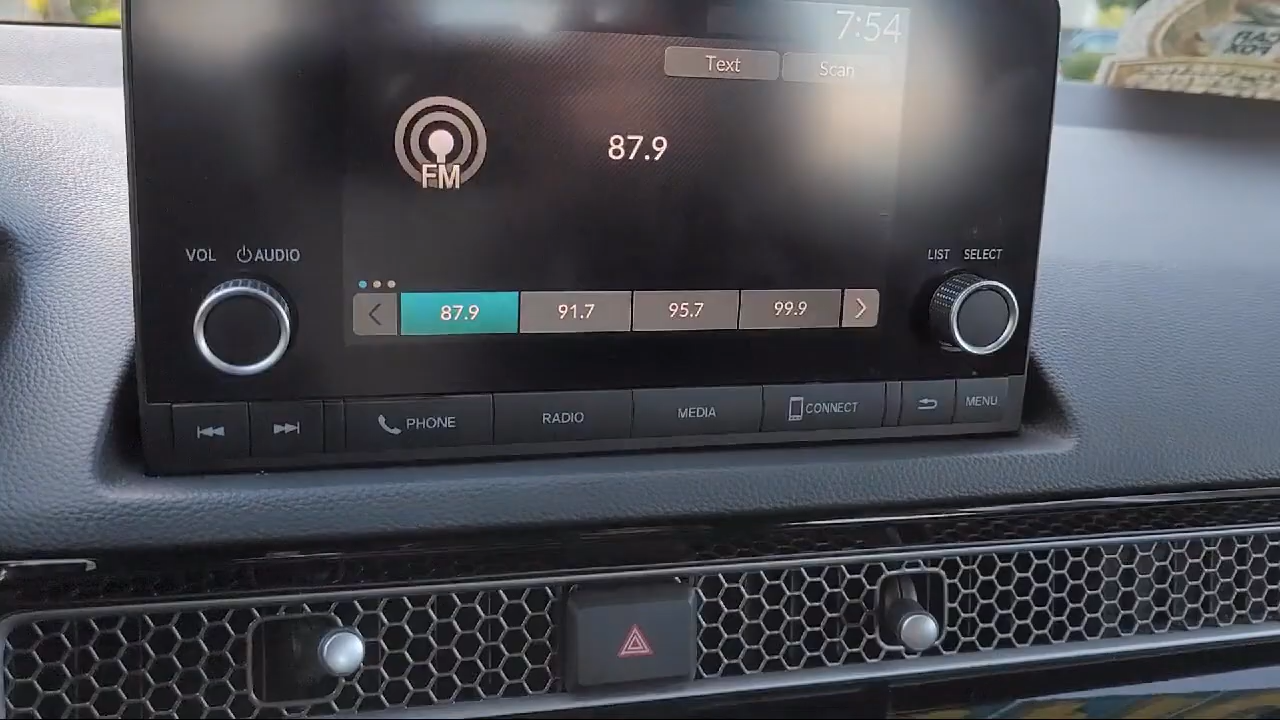 7:54
Text Scan
FM
87.9
VOL AUDIO
LIST SELECT
87.9 91.7 95.7 99.9
PHONE RADIO MEDIA CONNECT MENU